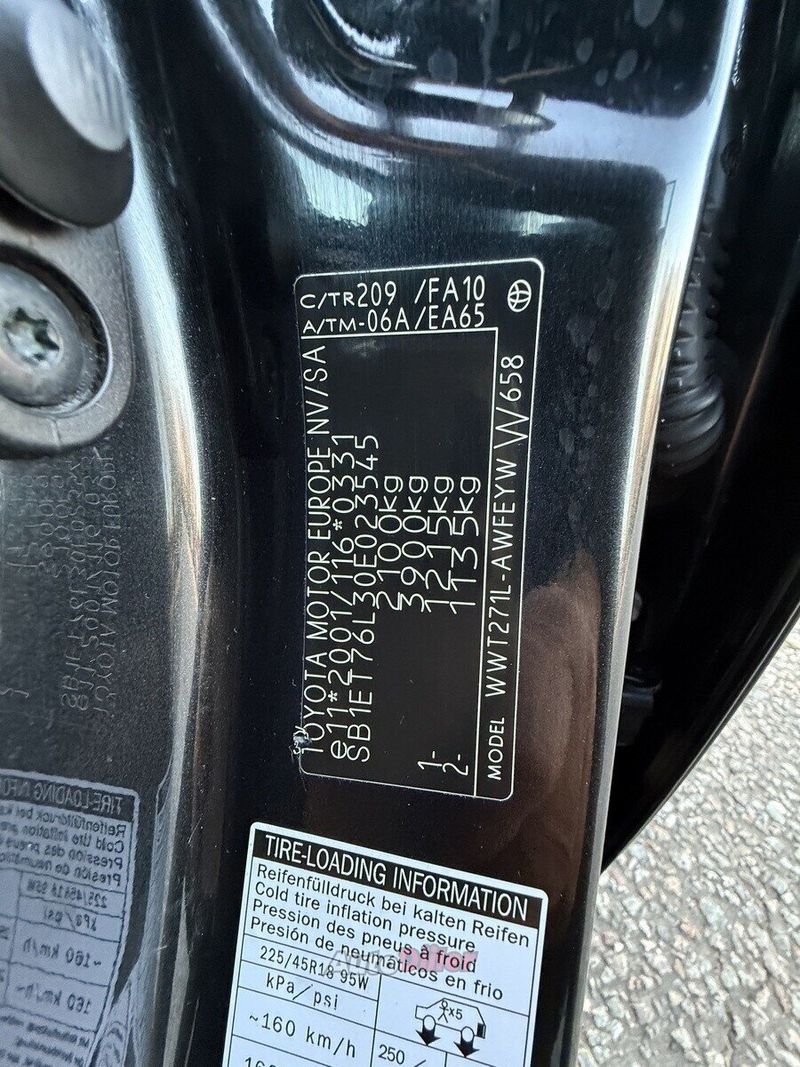 C/TR209 /FA10
A/TM-06A/EA65
TOYOTA MOTOR EUROPE NV/SA
e11*2001/116*0331
SB1ET76L30E023545
2100kg
3900kg
1- 1215kg
2- 1135kg
MODEL WWT271L-AWFEYW W658
TIRE-LOADING INFORMATION
Reifenfülldruck bei kalten Reifen
Cold tire inflation pressure
Pression des pneus à froid
Presión de neumáticos en frio
225/45R18 95W
kPa/psi
x5
~160 km/h
250/